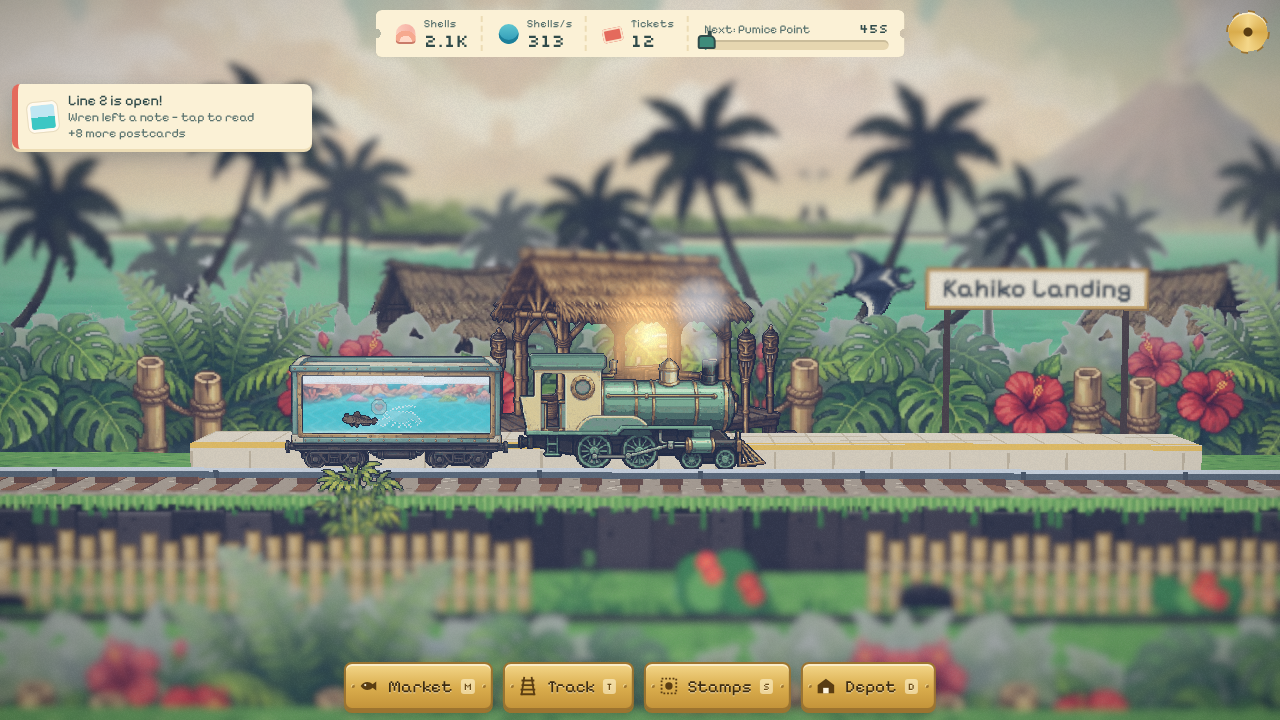 Shells
2.1K
Shells/s
313
Tickets
12
Next: Pumice Point
45s
Line 2 is open!
Wren left a note - tap to read
+8 more postcards
Kahiko Landing
Market M
Track T
Stamps S
Depot D